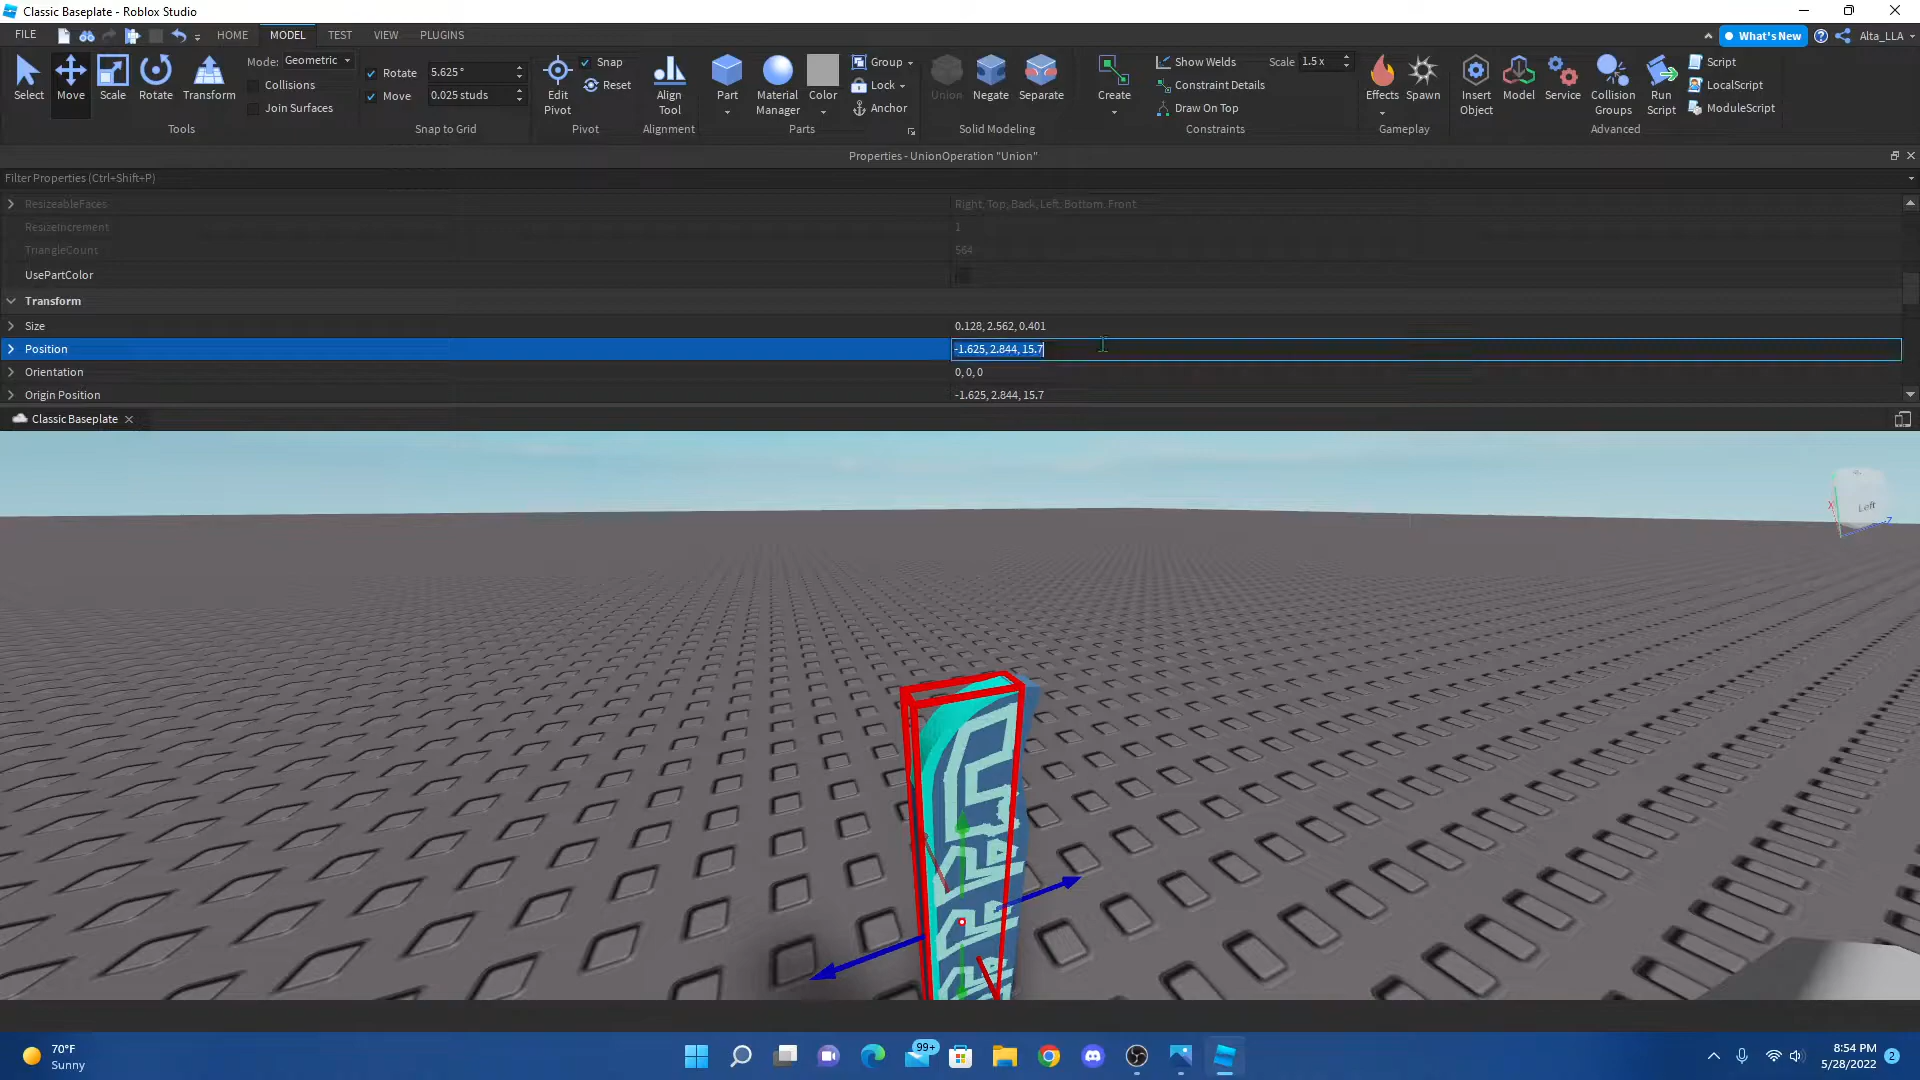 Classic Baseplate - Roblox Studio
FILE
HOME
MODEL
TEST
VIEW
PLUGINS
What's New
Alta_LLA
Select
Move
Scale
Rotate
Transform
Mode: Geometric
Collisions
Join Surfaces
Tools
Rotate 5.625°
Move 0.025 studs
Snap to Grid
Edit Pivot
Snap
Reset
Pivot
Align Tool
Alignment
Part
Material Manager
Color
Group
Lock
Anchor
Parts
Union
Negate
Separate
Solid Modeling
Create
Show Welds
Scale 1.5 x
Constraint Details
Draw On Top
Constraints
Effects
Spawn
Gameplay
Insert Object
Model
Service
Collision Groups
Run Script
Script
LocalScript
ModuleScript
Advanced
Properties - UnionOperation "Union"
Filter Properties (Ctrl+Shift+P)
ResizeableFaces Right, Top, Back, Left, Bottom, Front
ResizeIncrement 1
TriangleCount 564
UsePartColor
Transform
Size 0.128, 2.562, 0.401
Position -1.625, 2.844, 15.7
Orientation 0, 0, 0
Origin Position -1.625, 2.844, 15.7
Classic Baseplate
Left
X
Z
70°F
Sunny
99+
8:54 PM
5/28/2022
2